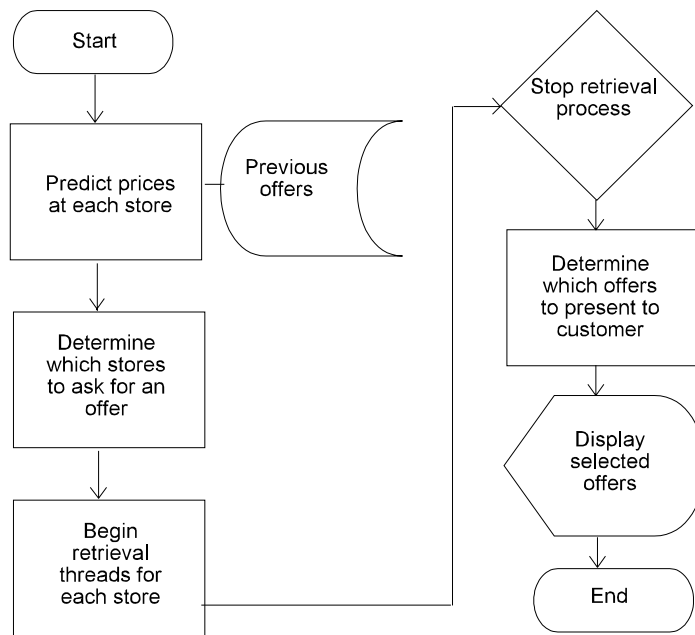 Start
Predict prices
at each store
Previous
offers
Determine
which stores
to ask for an
offer
Begin
retrieval
threads for
each store
Stop retrieval
process
Determine
which offers
to present to
customer
Display
selected
offers
End